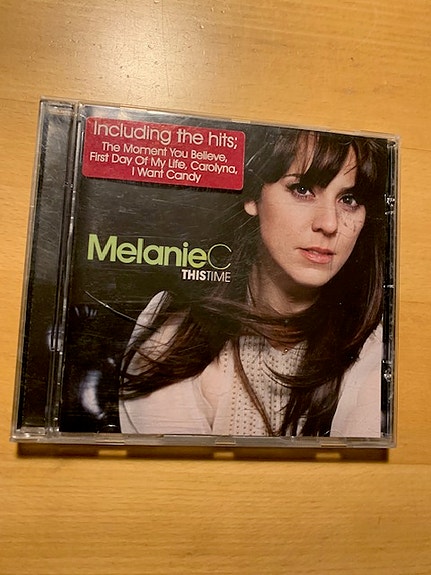 Including the hits;
The Moment You Believe,
First Day Of My Life, Carolyna,
I Want Candy
MelanieC
THISTIME